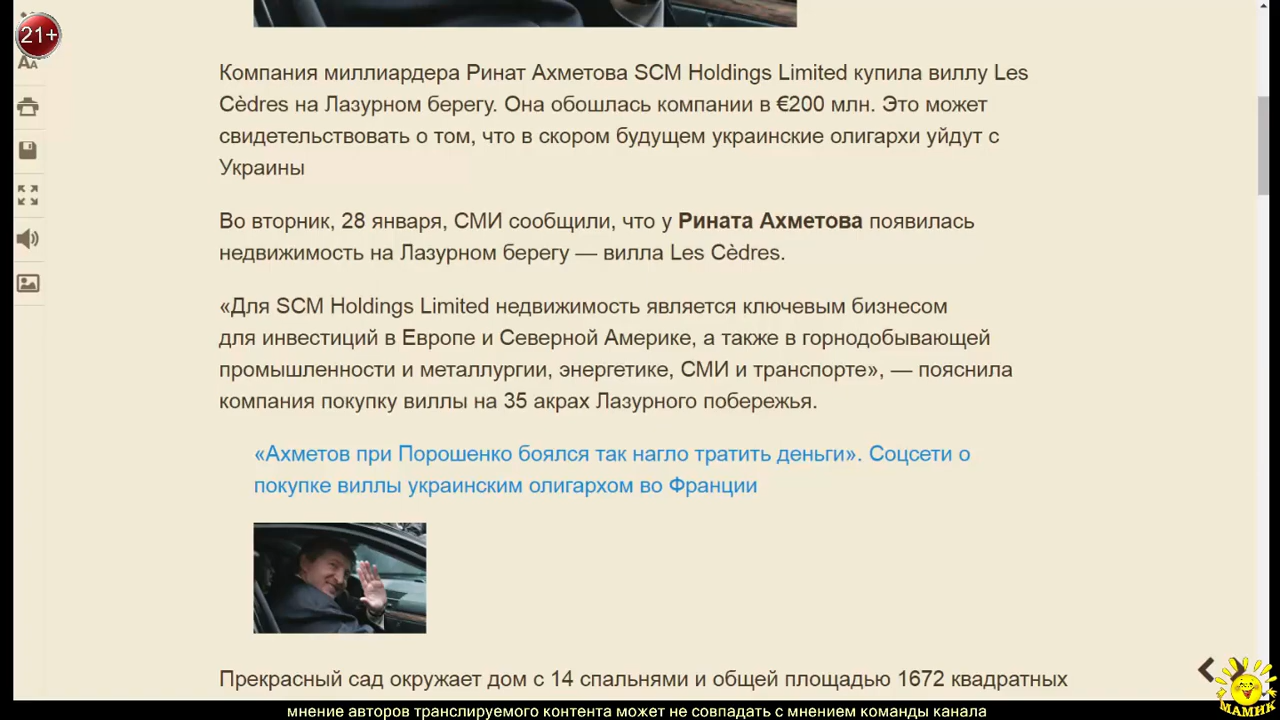 21+
AA
Компания миллиардера Ринат Ахметова SCM Holdings Limited купила виллу Les
Cèdres на Лазурном берегу. Она обошлась компании в €200 млн. Это может
свидетельствовать о том, что в скором будущем украинские олигархи уйдут с
Украины
Во вторник, 28 января, СМИ сообщили, что у Рината Ахметова появилась
недвижимость на Лазурном берегу — вилла Les Cèdres.
«Для SCM Holdings Limited недвижимость является ключевым бизнесом
для инвестиций в Европе и Северной Америке, а также в горнодобывающей
промышленности и металлургии, энергетике, СМИ и транспорте», — пояснила
компания покупку виллы на 35 акрах Лазурного побережья.
«Ахметов при Порошенко боялся так нагло тратить деньги». Соцсети о
покупке виллы украинским олигархом во Франции
Прекрасный сад окружает дом с 14 спальнями и общей площадью 1672 квадратных
МАМИК
мнение авторов транслируемого контента может не совпадать с мнением команды канала